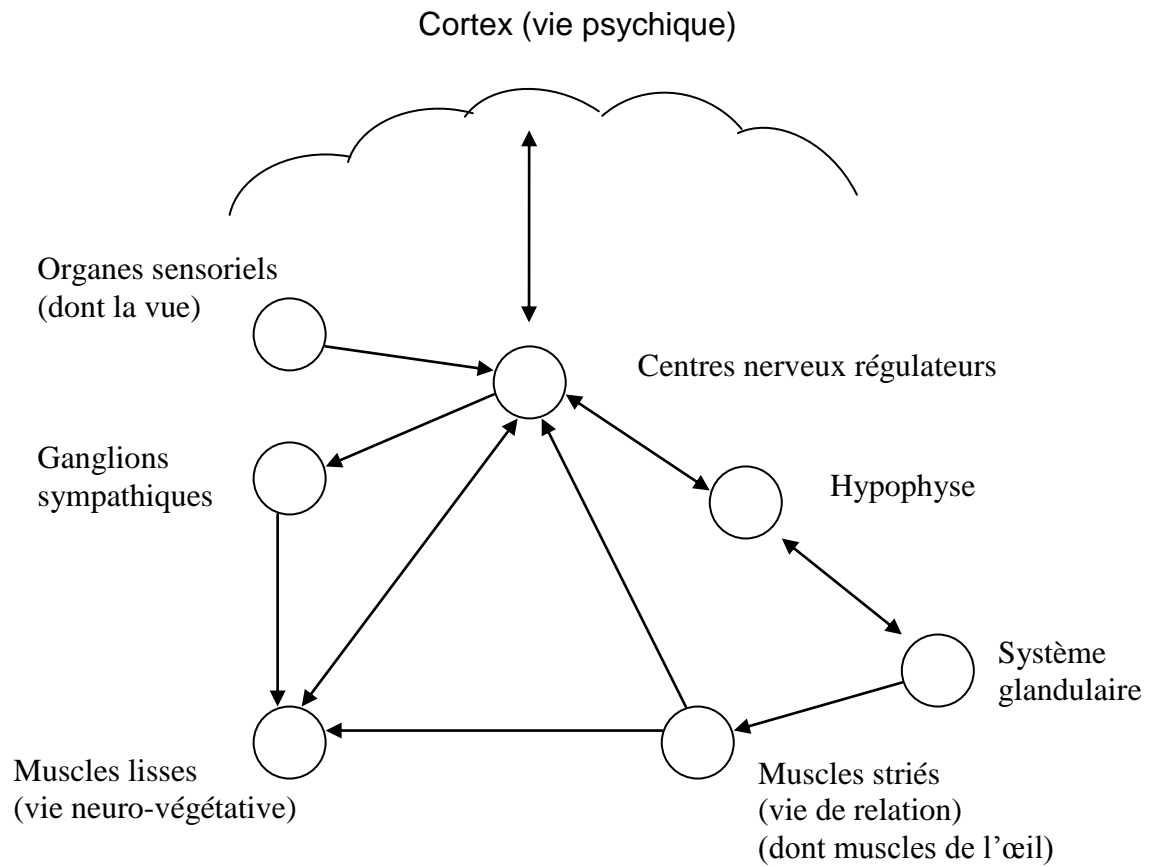 Cortex (vie psychique)
Organes sensoriels
(dont la vue)
Centres nerveux régulateurs
Ganglions
sympathiques
Hypophyse
Système
glandulaire
Muscles lisses
(vie neuro-végétative)
Muscles striés
(vie de relation)
(dont muscles de l’œil)